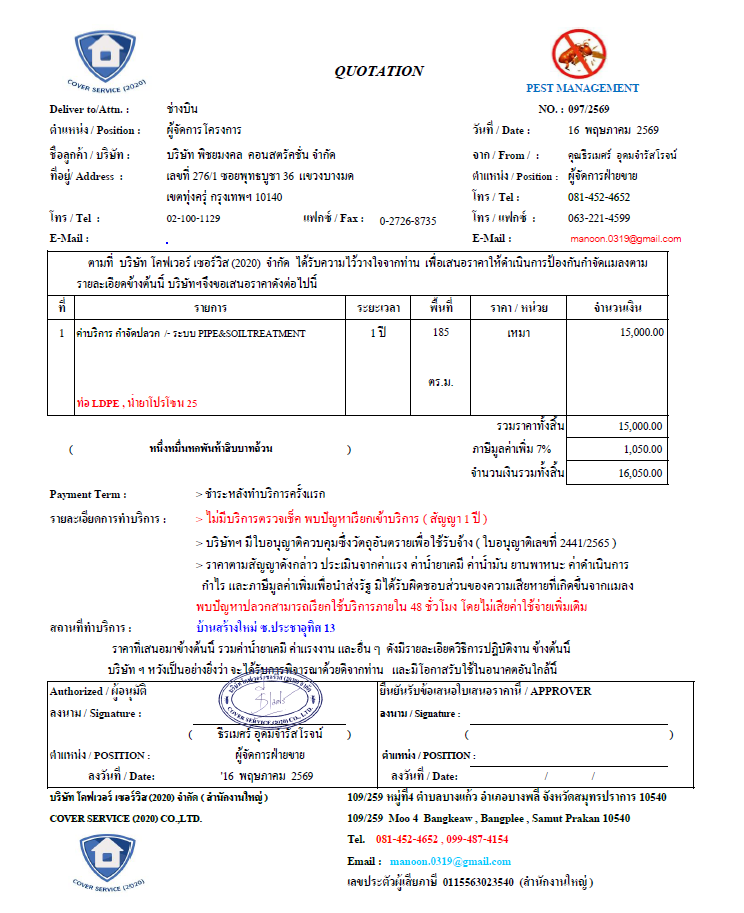 COVER SERVICE (2020)
QUOTATION
PEST MANAGEMENT
Deliver to/Attn. : ช่างบิน NO. : 097/2569
ตำแหน่ง / Position : ผู้จัดการโครงการ วันที่ / Date : 16 พฤษภาคม 2569
ชื่อลูกค้า / บริษัท : บริษัท พิชยมงคล คอนสตรัคชั่น จำกัด จาก / From / : คุณธิรเมศร์ อุดมจำรัสโรจน์
ที่อยู่/ Address : เลขที่ 276/1 ซอยพุทธบูชา 36 แขวงบางมด ตำแหน่ง / Position : ผู้จัดการฝ่ายขาย
เขตทุ่งครุ่ กรุงเทพฯ 10140 โทร / Tel : 081-452-4652
โทร / Tel : 02-100-1129 แฟกซ์ / Fax : 0-2726-8735 โทร / แฟกซ์ : 063-221-4599
E-Mail : . E-Mail : manoon.0319@gmail.com
ตามที่ บริษัท โคฟเวอร์ เซอร์วิส (2020) จำกัด ได้รับความไว้วางใจจากท่าน เพื่อเสนอราคาให้ดำเนินการป้องกันกำจัดแมลงตาม
รายละเอียดข้างต้นนี้ บริษัทฯจึงขอเสนอราคาดังต่อไปนี้
ที่ รายการ ระยะเวลา พื้นที่ ราคา / หน่วย จำนวนเงิน
1 ค่าบริการ กำจัดปลวก /- ระบบ PIPE&SOILTREATMENT 1 ปี 185 เหมา 15,000.00
ตร.ม.
ท่อ LDPE , น้ำยาโปรโซน 25
รวมราคาทั้งสิ้น 15,000.00
( หนึ่งหมื่นหกพันห้าสิบบาทถ้วน ) ภาษีมูลค่าเพิ่ม 7% 1,050.00
จำนวนเงินรวมทั้งสิ้น 16,050.00
Payment Term : > ชำระหลังทำบริการครั้งแรก
รายละเอียดการทำบริการ : > ไม่มีบริการตรวจเช็ค พบปัญหาเรียกเข้าบริการ ( สัญญา 1 ปี )
> บริษัทฯ มีใบอนุญาติควบคุมซึ่งวัตถุอันตรายเพื่อใช้รับจ้าง ( ใบอนุญาติเลขที่ 2441/2565 )
> ราคาตามสัญญาดังกล่าว ประเมินจากค่าแรง ค่าน้ำยาเคมี ค่าน้ำมัน ยานพาหนะ ค่าดำเนินการ
กำไร และภาษีมูลค่าเพิ่มเพื่อนำส่งรัฐ มิได้รับผิดชอบส่วนของความเสียหายที่เกิดขึ้นจากแมลง
พบปัญหาปลวกสามารถเรียกใช้บริการภายใน 48 ชั่วโมง โดยไม่เสียค่าใช้จ่ายเพิ่มเติม
สถานที่ทำบริการ : บ้านสร้างใหม่ ซ.ประชาอุทิศ 13
ราคาที่เสนอมาข้างต้นนี้ รวมค่าน้ำยาเคมี ค่าแรงงาน และอื่น ๆ ดังมีรายละเอียดวิธีการปฏิบัติงาน ข้างต้นนี้
บริษัท ฯ หวังเป็นอย่างยิ่งว่า จะได้รับการพิจารณาด้วยดีจากท่าน และมีโอกาสรับใช้ในอนาคตอันใกล้นี้
Authorized / ผู้อนุมัติ ยืนยันรับข้อเสนอใบเสนอราคานี้ / APPROVER
ลงนาม / Signature : ลงนาม / Signature :
COVER SERVICE (2020) CO., LTD.
( ธิรเมศร์ อุดมจำรัสโรจน์ ) ( )
ตำแหน่ง / POSITION : ผู้จัดการฝ่ายขาย ตำแหน่ง / POSITION :
ลงวันที่ / Date: '16 พฤษภาคม 2569 ลงวันที่ / Date: / /
บริษัท โคฟเวอร์ เซอร์วิส (2020) จำกัด ( สำนักงานใหญ่ ) 109/259 หมู่ที่4 ตำบลบางแก้ว อำเภอบางพลี จังหวัดสมุทรปราการ 10540
COVER SERVICE (2020) CO.,LTD. 109/259 Moo 4 Bangkeaw , Bangplee , Samut Prakan 10540
Tel. 081-452-4652 , 099-487-4154
Email : manoon.0319@gmail.com
เลขประตัวผู้เสียภาษี 0115563023540 (สำนักงานใหญ่ )
COVER SERVICE (2020)